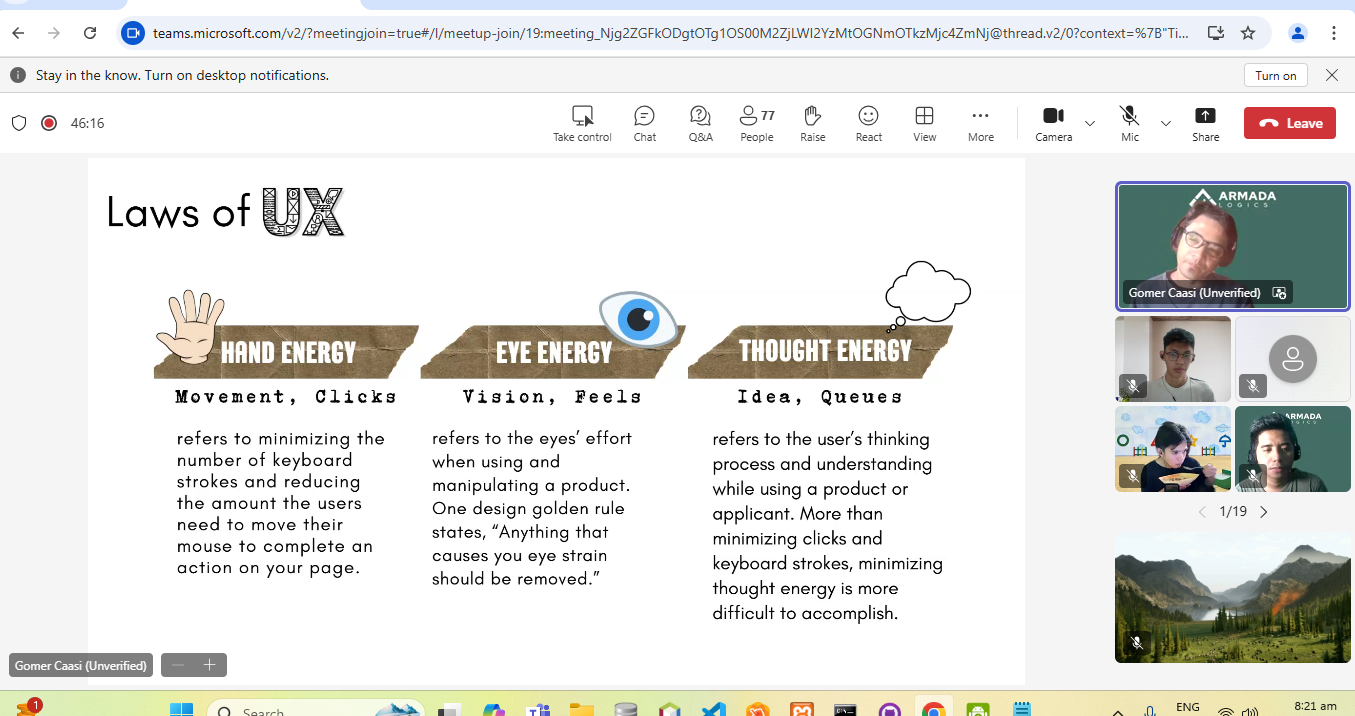 teams.microsoft.com/v2/?meetingjoin=true#/l/meetup-join/19:meeting_Njg2ZGFkODgtOTg1OS00M2ZjLWI2YzMtOGNmOTkzMjc4ZmNj@thread.v2/0?context=%7B"Ti...
Stay in the know. Turn on desktop notifications.
Turn on
46:16
Take control
Chat
Q&A
77
People
Raise
React
View
More
Camera
Mic
Share
Leave
Laws of UX
HAND ENERGY
Movement, Clicks
refers to minimizing the
number of keyboard
strokes and reducing
the amount the users
need to move their
mouse to complete an
action on your page.
EYE ENERGY
Vision, Feels
refers to the eyes' effort
when using and
manipulating a product.
One design golden rule
states, “Anything that
causes you eye strain
should be removed.”
THOUGHT ENERGY
Idea, Queues
refers to the user's thinking
process and understanding
while using a product or
applicant. More than
minimizing clicks and
keyboard strokes, minimizing
thought energy is more
difficult to accomplish.
ARMADA
LOGICS
Gomer Caasi (Unverified)
ARMADA
1/19
Gomer Caasi (Unverified)
1
Search
ENG
8:21 am